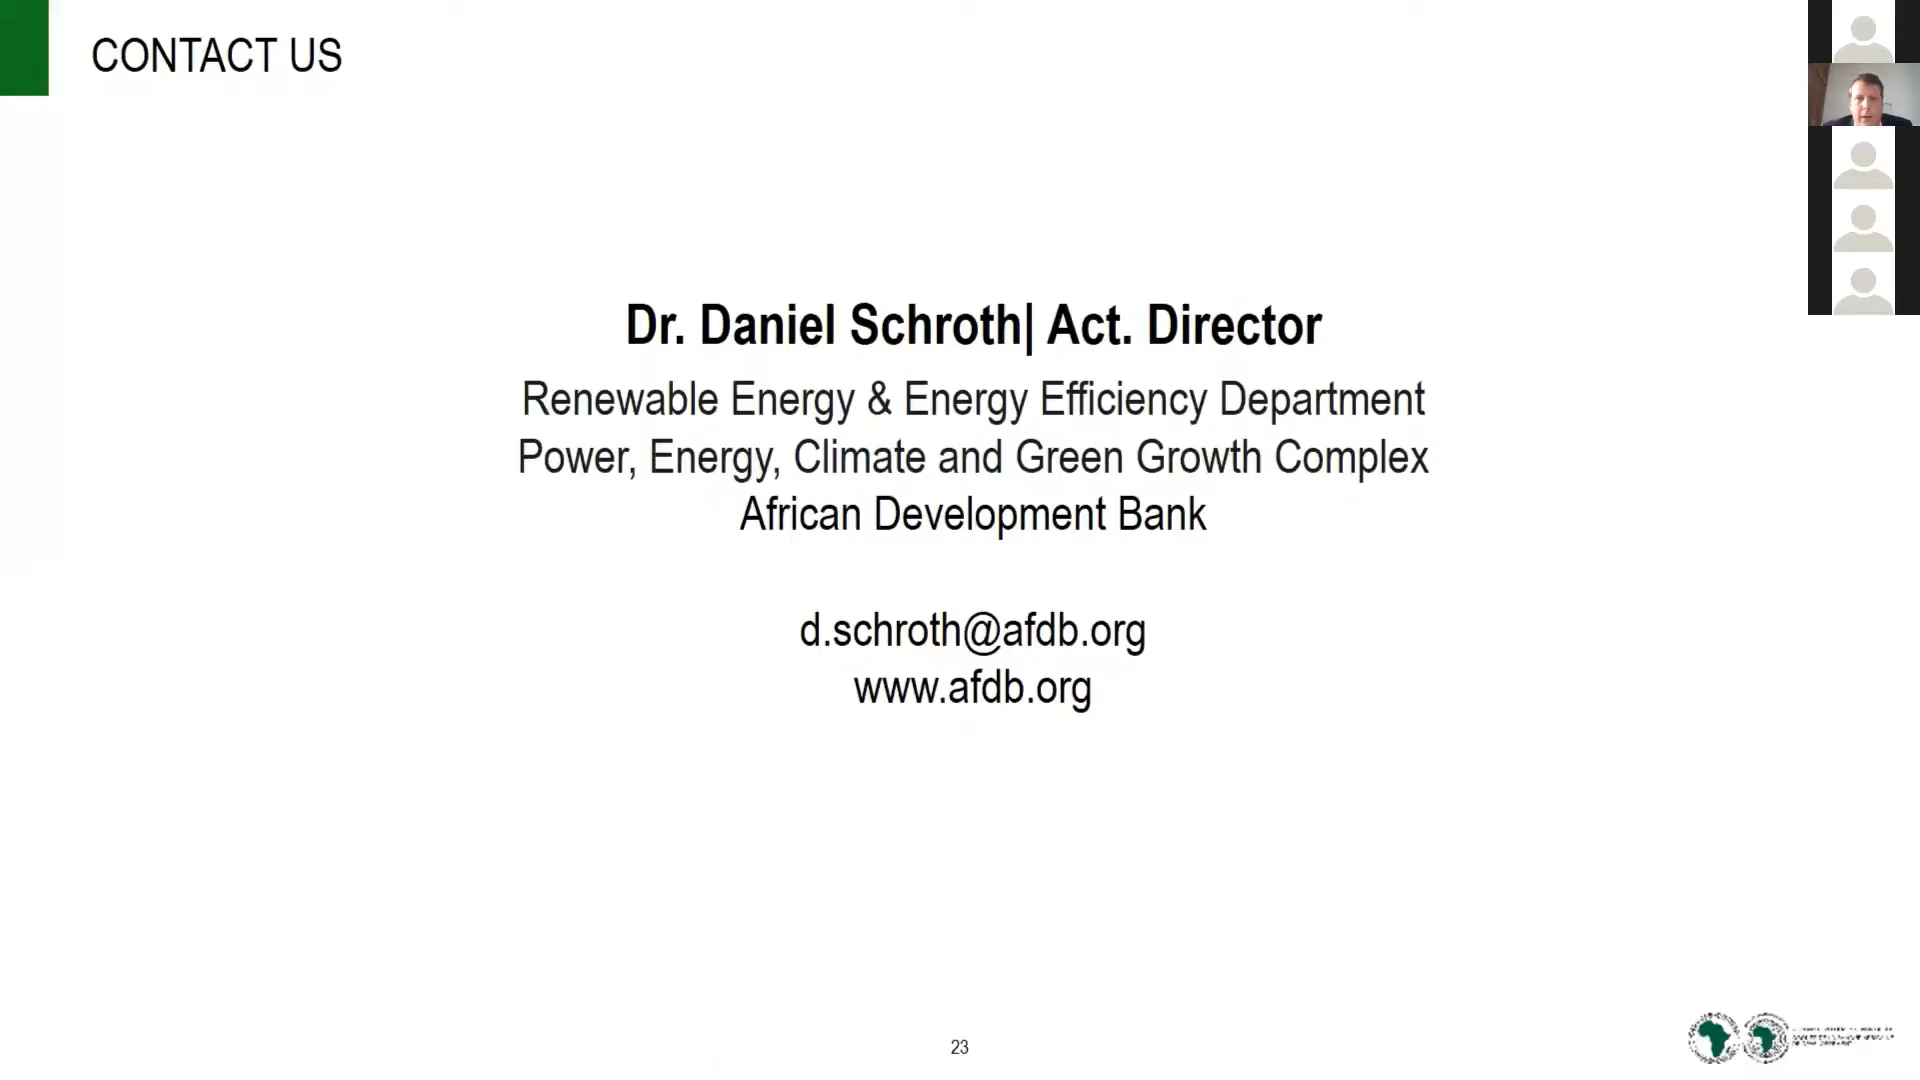 CONTACT US
Dr. Daniel Schroth| Act. Director
Renewable Energy & Energy Efficiency Department
Power, Energy, Climate and Green Growth Complex
African Development Bank
d.schroth@afdb.org
www.afdb.org
23